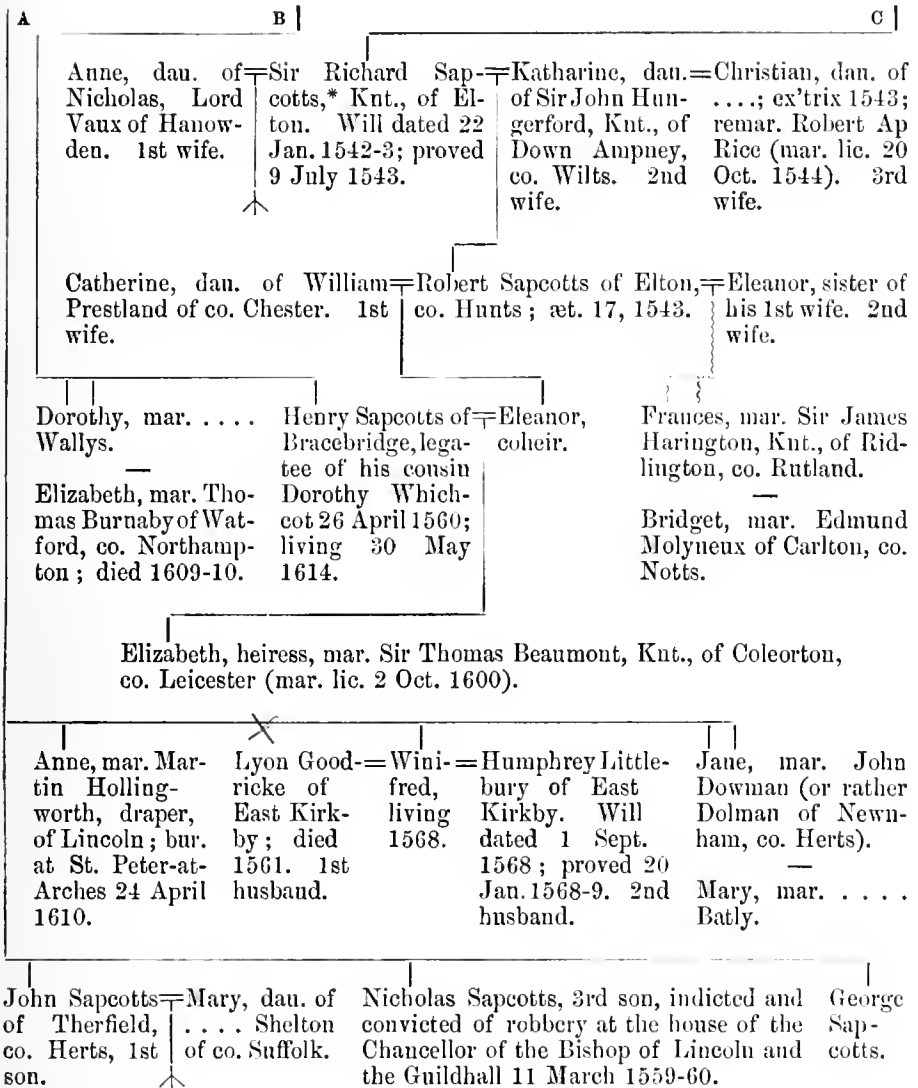 A B C
Anne, dau. of
Nicholas, Lord
Vaux of Hanow-
den. 1st wife.
Sir Richard Sap-
cotts,* Knt., of El-
ton. Will dated 22
Jan. 1542-3; proved
9 July 1543.
Katharine, dau.
of Sir John Hun-
gerford, Knt., of
Down Ampney,
co. Wilts. 2nd
wife.
=Christian, dau. of
. . . .; ex'trix 1543;
remar. Robert Ap
Rice (mar. lic. 20
Oct. 1544). 3rd
wife.
Catherine, dau. of William
Prestland of co. Chester. 1st
wife.
Robert Sapcotts of Elton,
co. Hunts; æt. 17, 1543.
Eleanor, sister of
his 1st wife. 2nd
wife.
Dorothy, mar. . . . .
Wallys.
—
Elizabeth, mar. Tho-
mas Burnaby of Wat-
ford, co. Northamp-
ton; died 1609-10.
Henry Sapcotts of
Bracebridge, lega-
tee of his cousin
Dorothy Which-
cot 26 April 1560;
living 30 May
1614.
Eleanor,
coheir.
Frances, mar. Sir James
Harington, Knt., of Rid-
lington, co. Rutland.
—
Bridget, mar. Edmund
Molyneux of Carlton, co.
Notts.
Elizabeth, heiress, mar. Sir Thomas Beaumont, Knt., of Coleorton,
co. Leicester (mar. lic. 2 Oct. 1600).
Anne, mar. Mar-
tin Holling-
worth, draper,
of Lincoln; bur.
at St. Peter-at-
Arches 24 April
1610.
Lyon Good-
ricke of
East Kirk-
by; died
1561. 1st
husband.
=Wini-
fred,
living
1568.
=Humphrey Little-
bury of East
Kirkby. Will
dated 1 Sept.
1568; proved 20
Jan. 1568-9. 2nd
husband.
Jane, mar. John
Dowman (or rather
Dolman of Newn-
ham, co. Herts).
—
Mary, mar. . . . .
Batly.
John Sapcotts
of Therfield,
co. Herts, 1st
son.
Mary, dau. of
. . . . Shelton
of co. Suffolk.
Nicholas Sapcotts, 3rd son, indicted and
convicted of robbery at the house of the
Chancellor of the Bishop of Lincoln and
the Guildhall 11 March 1559-60.
George
Sap-
cotts.